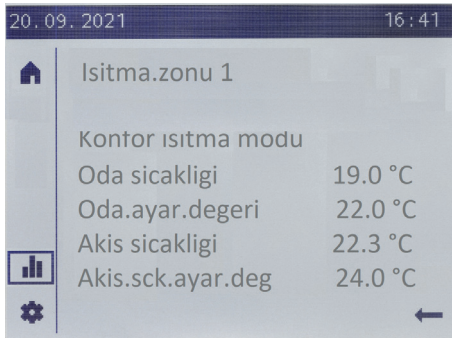 20.09.2021 16:41
Isitma.zonu 1
Konfor ısıtma modu
Oda sicakligi 19.0 °C
Oda.ayar.degeri 22.0 °C
Akis sicakligi 22.3 °C
Akis.sck.ayar.deg 24.0 °C